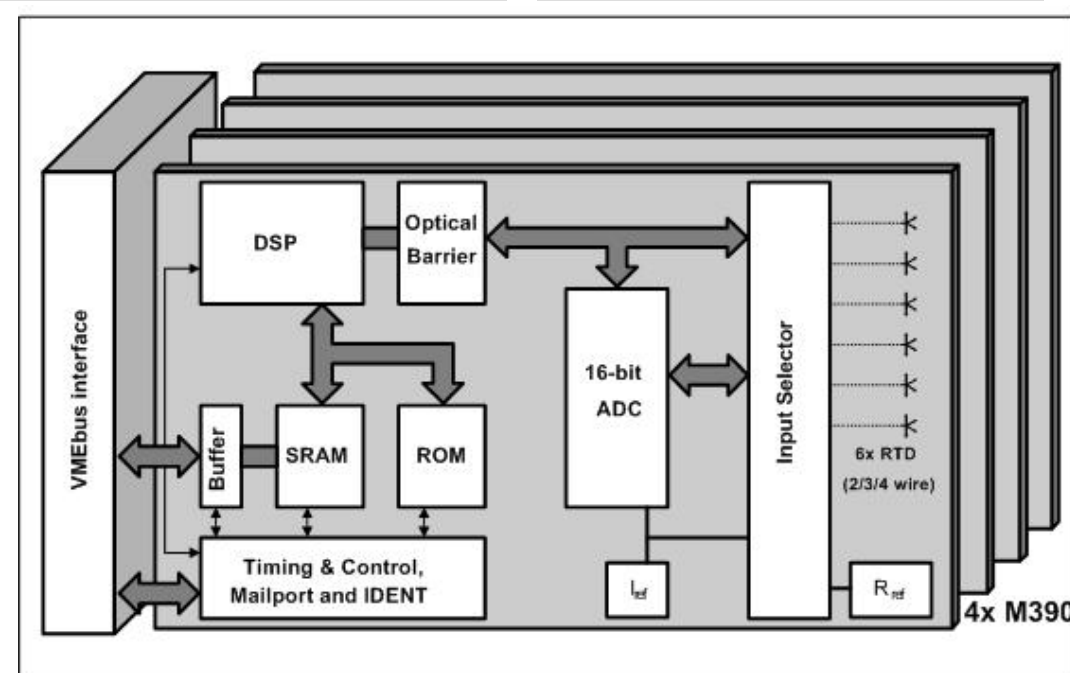 VMEbus interface
DSP
Optical
Barrier
Buffer
SRAM
ROM
Timing & Control,
Mailport and IDENT
16-bit
ADC
Iref
Input Selector
6x RTD
(2/3/4 wire)
Rref
4x M390